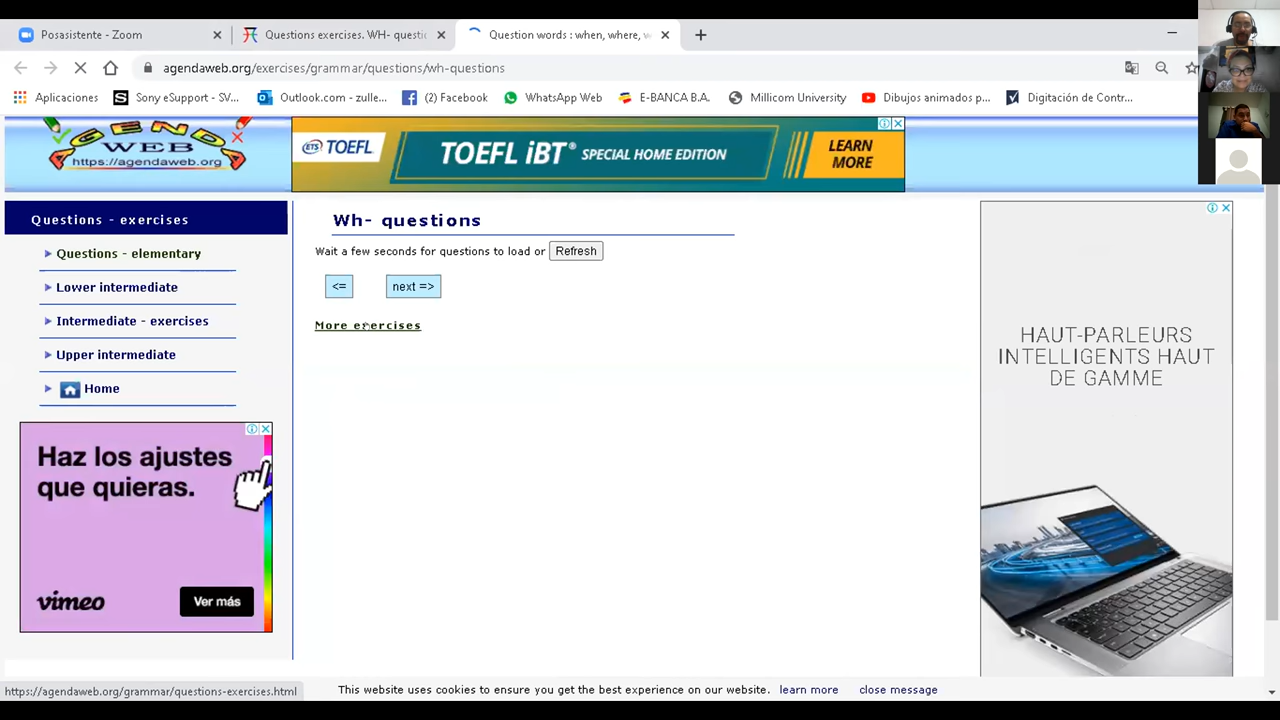 Posasistente - Zoom
Questions exercises. WH- questi
Question words : when, where, w
agendaweb.org/exercises/grammar/questions/wh-questions
Aplicaciones
Sony eSupport - SV...
Outlook.com - zulle...
(2) Facebook
WhatsApp Web
E-BANCA B.A.
Millicom University
Dibujos animados p...
Digitación de Contr...
AGENDA
WEB
https://agendaweb.org
ETS TOEFL
TOEFL iBT® SPECIAL HOME EDITION
LEARN
MORE
Questions - exercises
Questions - elementary
Lower intermediate
Intermediate - exercises
Upper intermediate
Home
Wh- questions
Wait a few seconds for questions to load or Refresh
<= next =>
More exercises
Haz los ajustes
que quieras.
vimeo
Ver más
HAUT-PARLEURS
INTELLIGENTS HAUT
DE GAMME
https://agendaweb.org/grammar/questions-exercises.html
This website uses cookies to ensure you get the best experience on our website. learn more close message